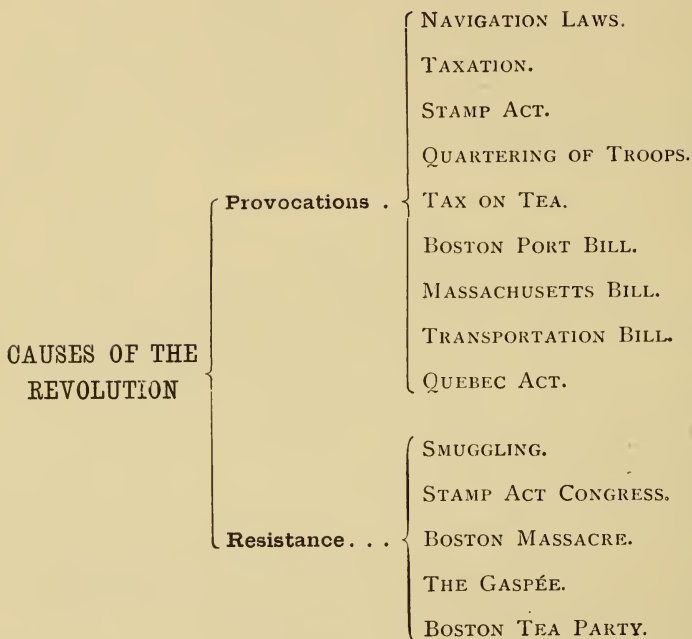 NAVIGATION LAWS.
TAXATION.
STAMP ACT.
QUARTERING OF TROOPS.
Provocations .
TAX ON TEA.
BOSTON PORT BILL.
MASSACHUSETTS BILL.
TRANSPORTATION BILL.
QUEBEC ACT.
CAUSES OF THE
REVOLUTION
SMUGGLING.
STAMP ACT CONGRESS.
Resistance. . .
BOSTON MASSACRE.
THE GASPÉE.
BOSTON TEA PARTY.